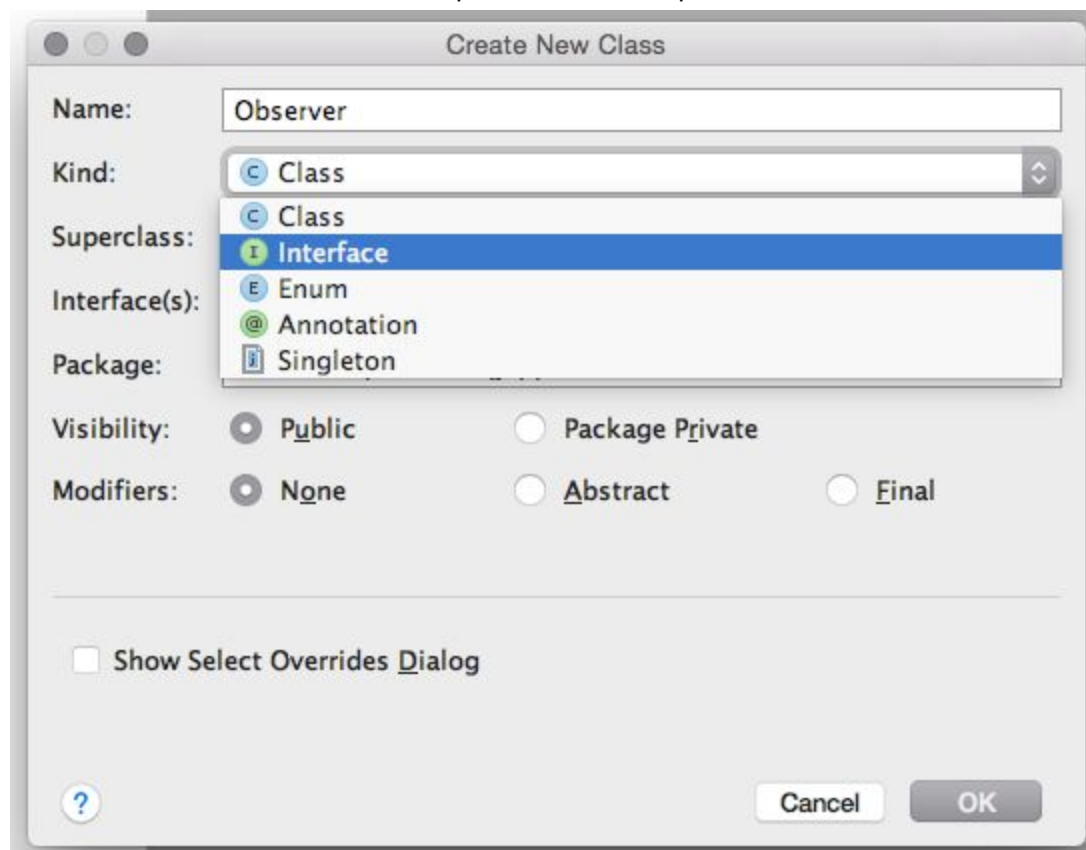 Create New Class
Name: Observer
Kind: C Class
C Class
Superclass:
I Interface
E Enum
Interface(s):
@ Annotation
Package:
j Singleton
Visibility: Public Package Private
Modifiers: None Abstract Final
Show Select Overrides Dialog
? Cancel OK